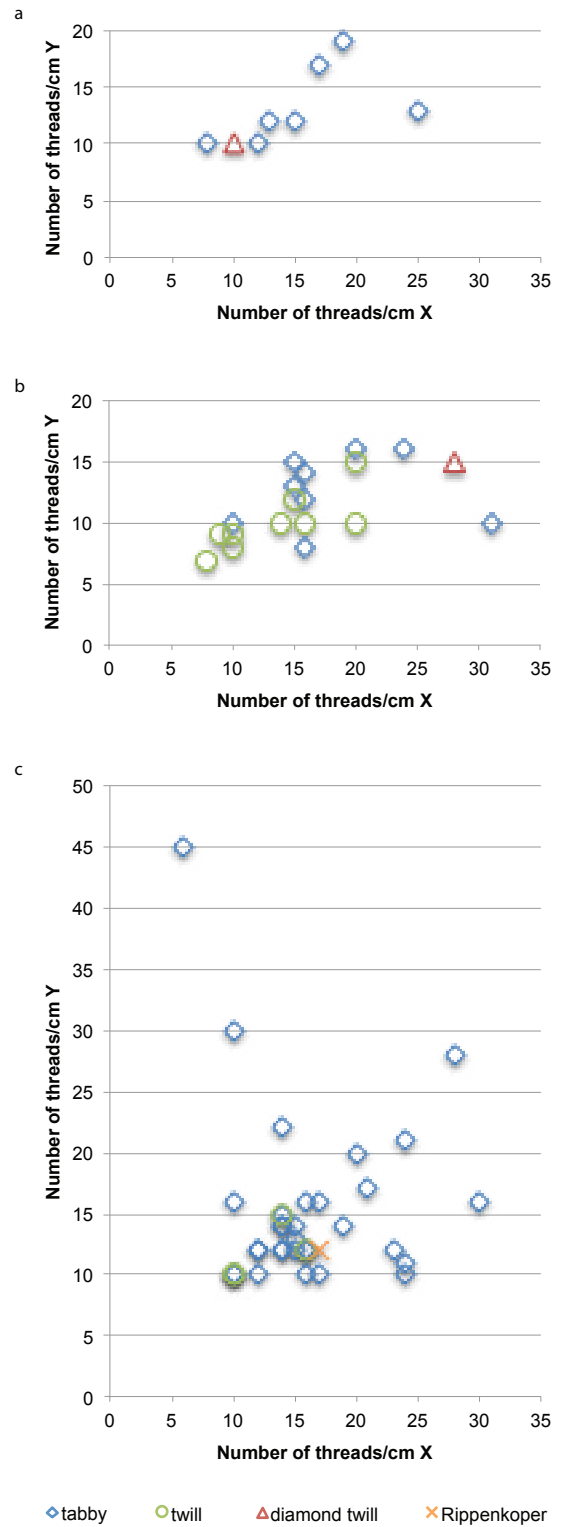 a
20
15
10
5
0
0 5 10 15 20 25 30 35
Number of threads/cm Y
Number of threads/cm X
b
20
15
10
5
0
0 5 10 15 20 25 30 35
Number of threads/cm Y
Number of threads/cm X
c
50
45
40
35
30
25
20
15
10
5
0
0 5 10 15 20 25 30 35
Number of threads/cm Y
Number of threads/cm X
tabby twill diamond twill Rippenkoper